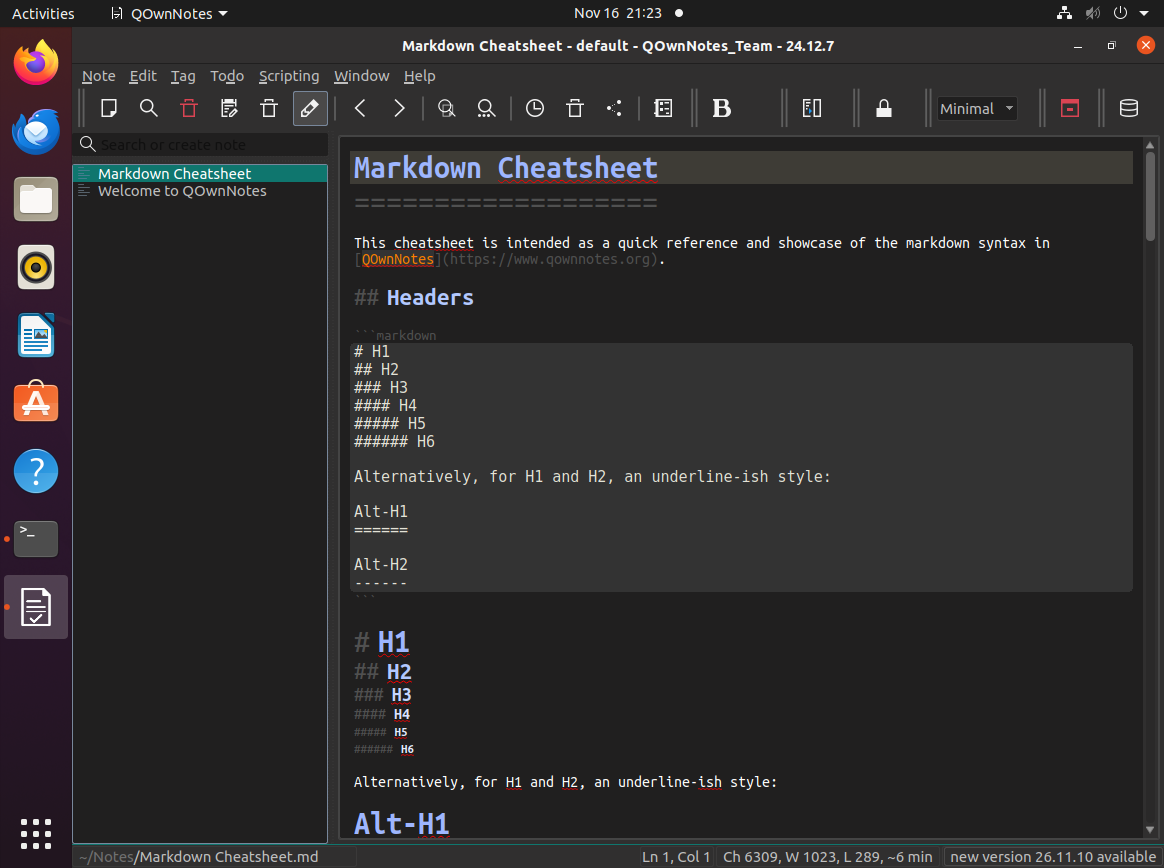 Activities QOwnNotes Nov 16 21:23
Markdown Cheatsheet - default - QOwnNotes_Team - 24.12.7
Note Edit Tag Todo Scripting Window Help
B Minimal
Search or create note
Markdown Cheatsheet
Welcome to QOwnNotes
Markdown Cheatsheet
===================
This cheatsheet is intended as a quick reference and showcase of the markdown syntax in
[QOwnNotes](https://www.qownnotes.org).
## Headers
```markdown
# H1
## H2
### H3
#### H4
##### H5
###### H6
Alternatively, for H1 and H2, an underline-ish style:
Alt-H1
======
Alt-H2
------
```
# H1
## H2
### H3
#### H4
##### H5
###### H6
Alternatively, for H1 and H2, an underline-ish style:
Alt-H1
~/Notes/Markdown Cheatsheet.md Ln 1, Col 1 Ch 6309, W 1023, L 289, ~6 min new version 26.11.10 available